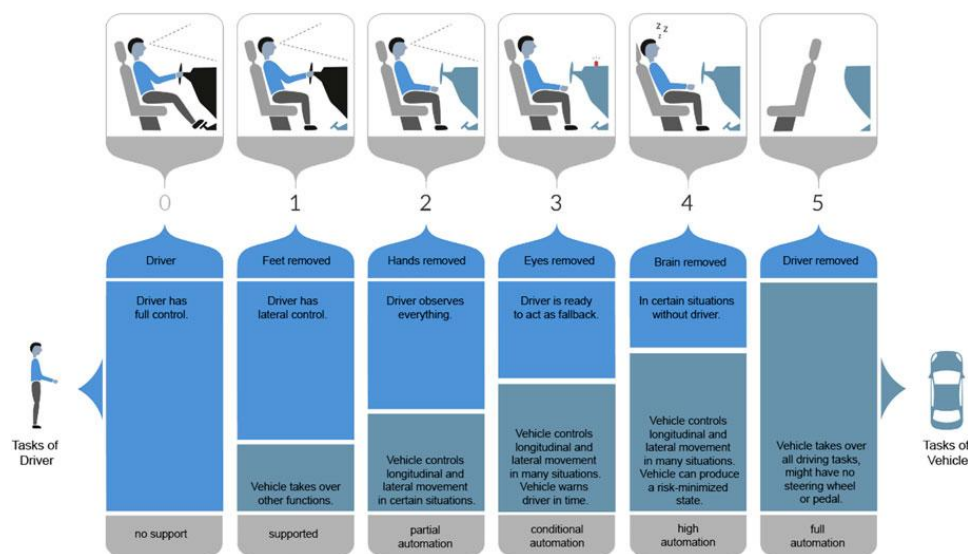 z z
z
0
1
2
3
4
5
Driver
Feet removed
Hands removed
Eyes removed
Brain removed
Driver removed
Driver has
full control.
Driver has
lateral control.
Driver observes
everything.
Driver is ready
to act as fallback.
In certain situations
without driver.
Tasks of
Driver
Vehicle takes over
other functions.
Vehicle controls
longitudinal and
lateral movement
in certain situations.
Vehicle controls
longitudinal and
lateral movement
in many situations.
Vehicle warns
driver in time.
Vehicle controls
longitudinal and
lateral movement
in many situations.
Vehicle can produce
a risk-minimized
state.
Vehicle takes over
all driving tasks,
might have no
steering wheel
or pedal.
Tasks of
Vehicle
no support
supported
partial
automation
conditional
automation
high
automation
full
automation